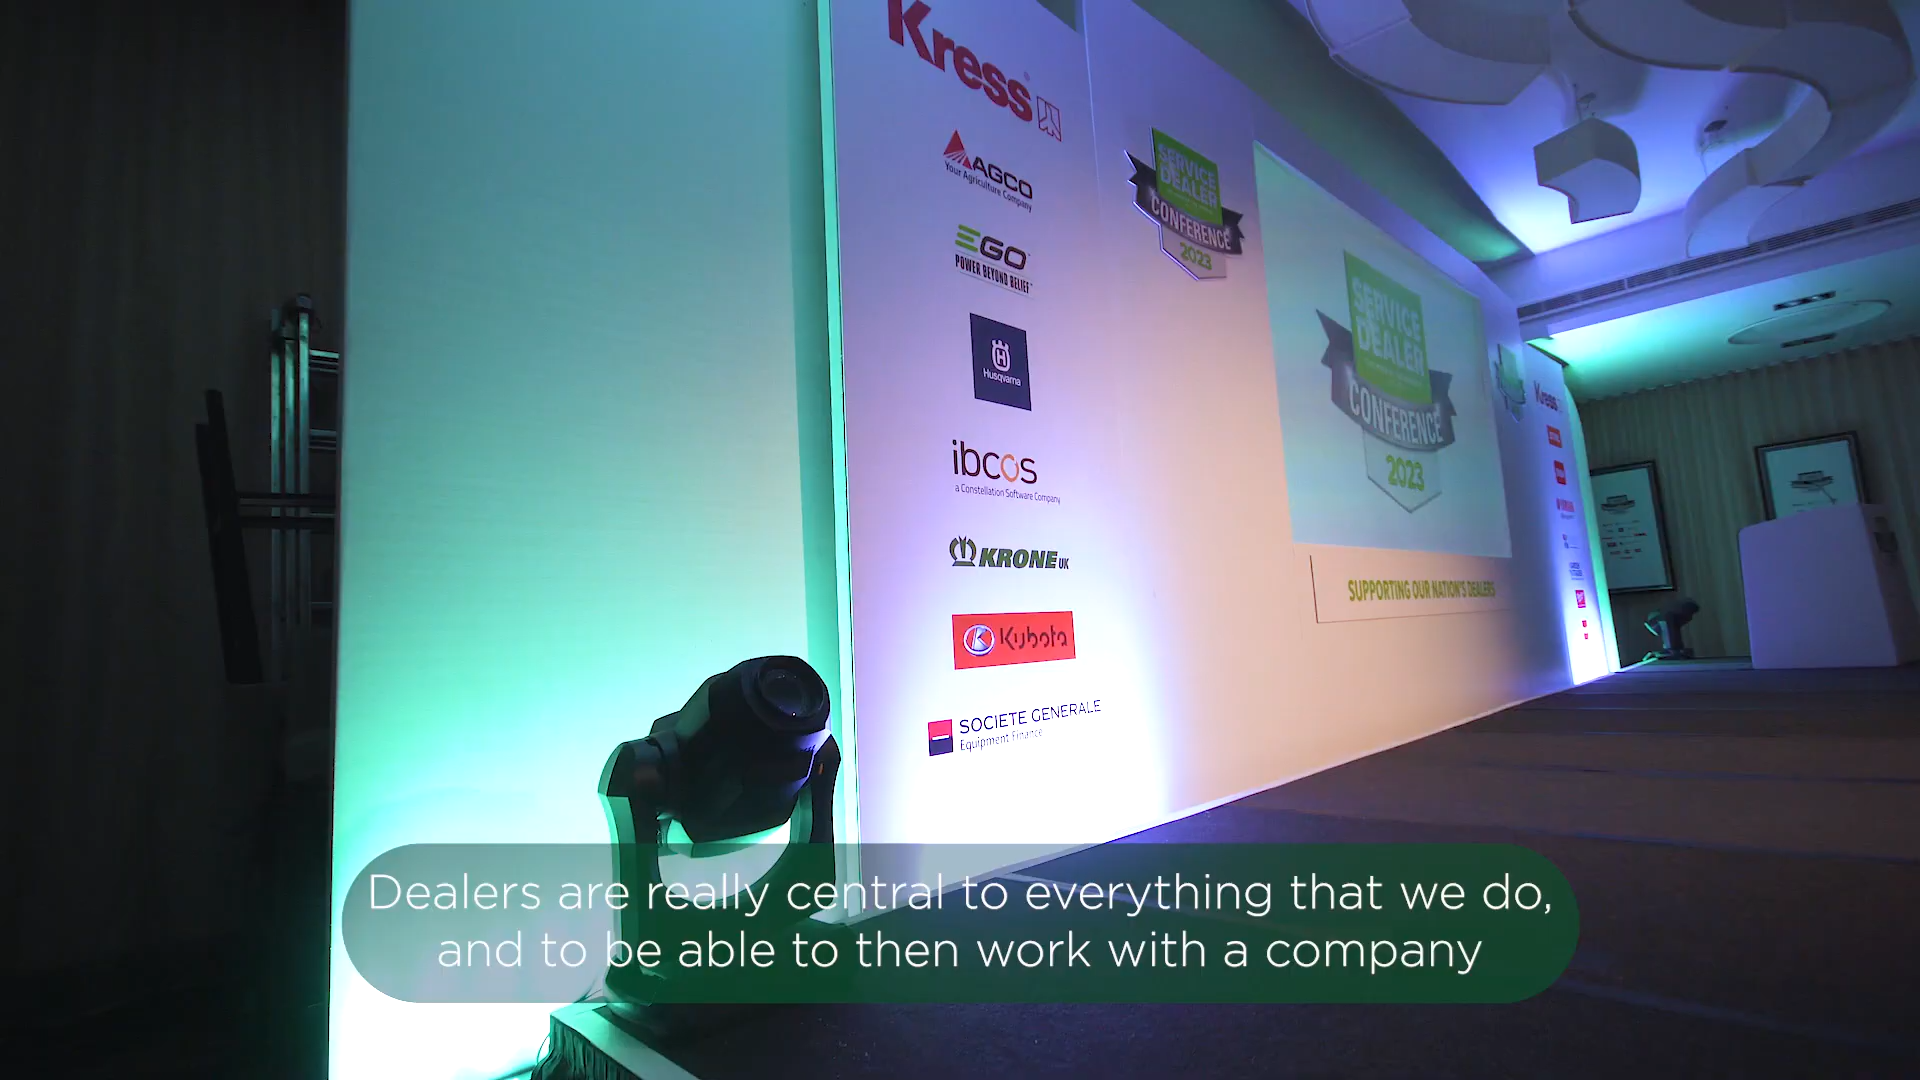 Kress
AGCO
Your Agriculture Company
EGO
POWER BEYOND BELIEF
H
Husqvarna
ibcos
a Constellation Software Company
KRONE UK
Kubota
SOCIETE GENERALE
Equipment Finance
SERVICE
DEALER
CONFERENCE
2023
SERVICE
DEALER
CONFERENCE
2023
SUPPORTING OUR NATION'S DEALERS
Kress
Dealers are really central to everything that we do,
and to be able to then work with a company